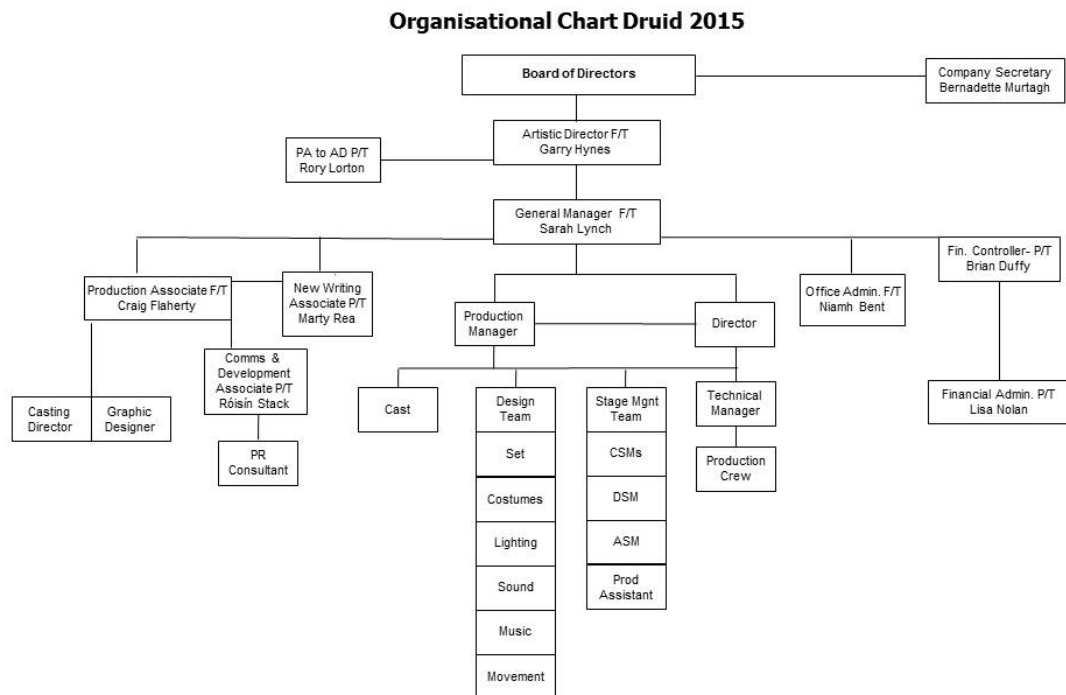 Organisational Chart Druid 2015
Board of Directors
Company Secretary
Bernadette Murtagh
Artistic Director F/T
Garry Hynes
PA to AD P/T
Rory Lorton
General Manager F/T
Sarah Lynch
Production Associate F/T
Craig Flaherty
New Writing
Associate P/T
Marty Rea
Production
Manager
Director
Office Admin. F/T
Niamh Bent
Fin. Controller- P/T
Brian Duffy
Comms &
Development
Associate P/T
Róisín Stack
Casting
Director
Graphic
Designer
PR
Consultant
Cast
Design
Team
Set
Costumes
Lighting
Sound
Music
Movement
Stage Mgnt
Team
CSMs
DSM
ASM
Prod
Assistant
Technical
Manager
Production
Crew
Financial Admin. P/T
Lisa Nolan